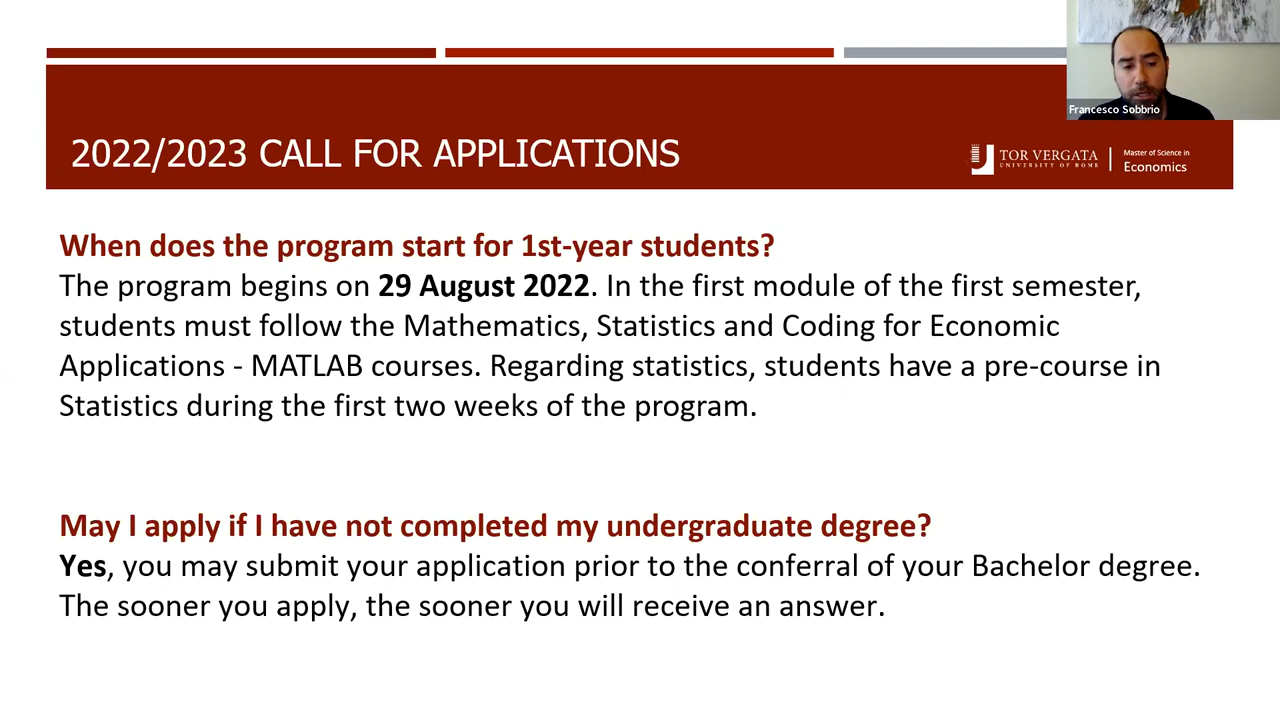 Francesco Sobbrio
2022/2023 CALL FOR APPLICATIONS
TOR VERGATA
UNIVERSITY OF ROME
Master of Science in
Economics
When does the program start for 1st-year students?
The program begins on 29 August 2022. In the first module of the first semester,
students must follow the Mathematics, Statistics and Coding for Economic
Applications - MATLAB courses. Regarding statistics, students have a pre-course in
Statistics during the first two weeks of the program.
May I apply if I have not completed my undergraduate degree?
Yes, you may submit your application prior to the conferral of your Bachelor degree.
The sooner you apply, the sooner you will receive an answer.